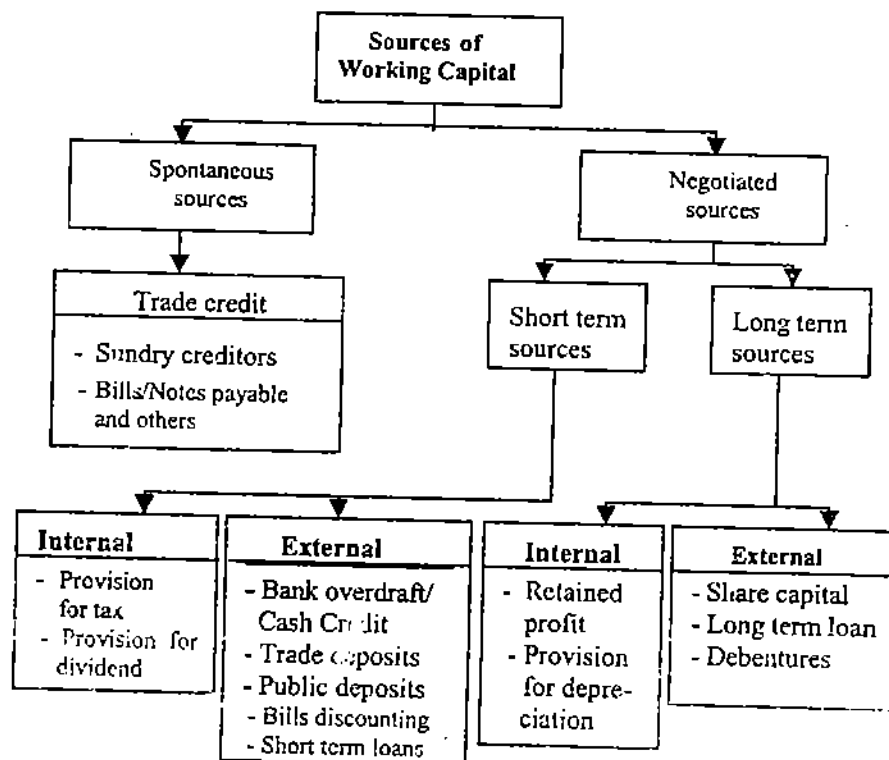 Sources of
Working Capital
Spontaneous
sources
Negotiated
sources
Trade credit
- Sundry creditors
- Bills/Notes payable
and others
Short term
sources
Long term
sources
Internal
- Provision
for tax
- Provision for
dividend
External
- Bank overdraft/
Cash Credit
- Trade deposits
- Public deposits
- Bills discounting
- Short term loans
Internal
- Retained
profit
- Provision
for depre-
ciation
External
- Share capital
- Long term loan
- Debentures